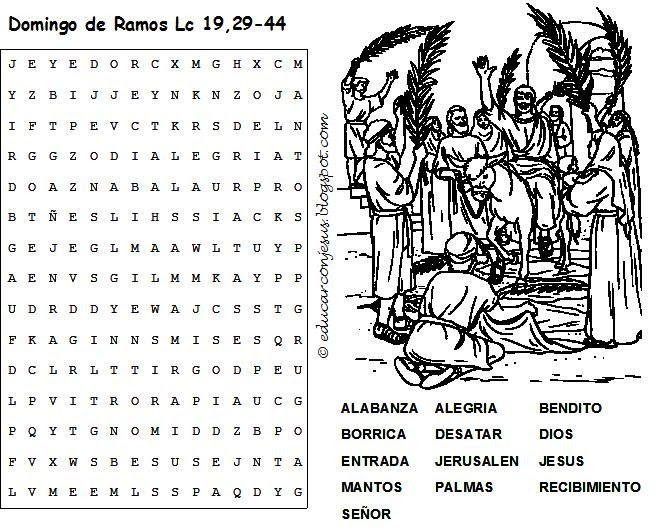 Domingo de Ramos Lc 19,29-44
J E Y E D O R C X M G H X C M
Y Z B I J J E Y N K N Z O J A
I F T P E V C T K R S D E L N
R G G Z O D I A L E G R I A T
D O A Z N A B A L A U R P R O
B T Ñ E S L I H S S I A C K S
G E J E G L M A A W L T U Y P
A E N V S G I L M M K A Y P P
U D R D D Y E W A J C S S T G
F K A G I N N S M I S E S Q R
D C L R L T T I R G O D P E U
L P V I T R O R A P I A U C G
P Q Y T G N O M I D D Z B P O
F V X W S B E S U S E J N T A
L V M E E M L S S P A Q D Y G
© educarconjesus.blogspot.com
ALABANZA ALEGRIA BENDITO
BORRICA DESATAR DIOS
ENTRADA JERUSALEN JESUS
MANTOS PALMAS RECIBIMIENTO
SEÑOR